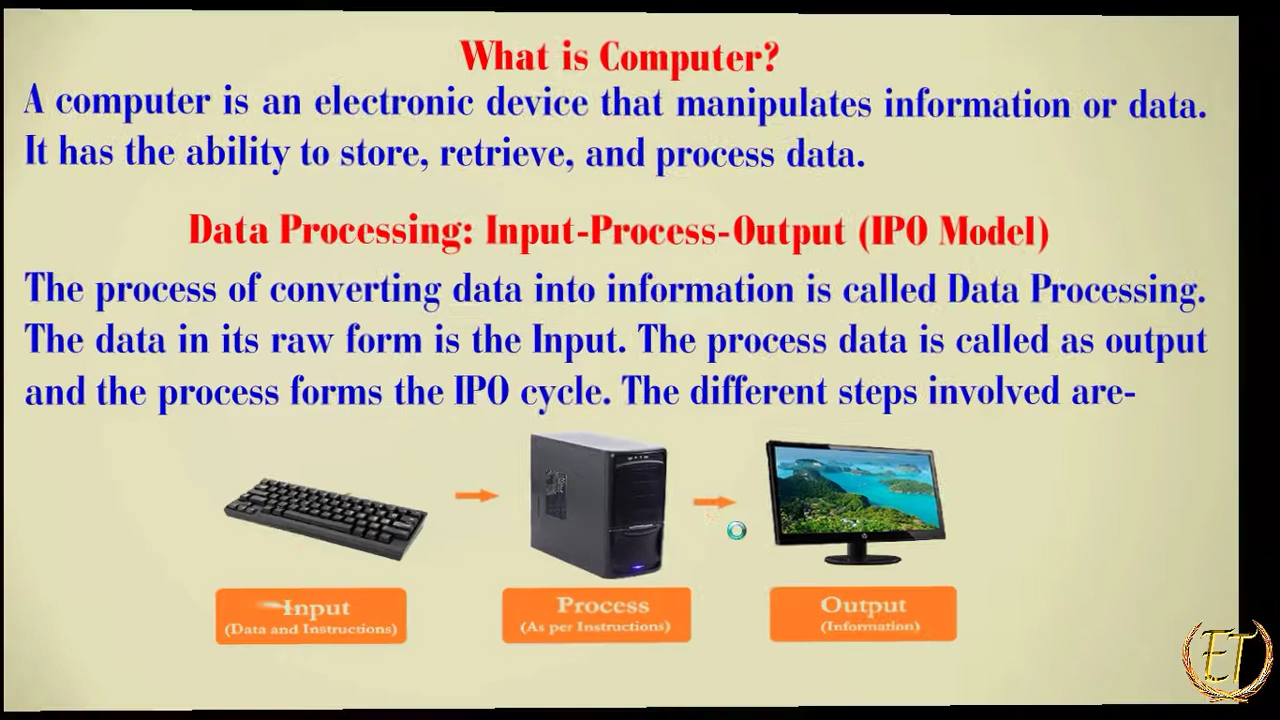 What is Computer?
A computer is an electronic device that manipulates information or data.
It has the ability to store, retrieve, and process data.
Data Processing: Input-Process-Output (IPO Model)
The process of converting data into information is called Data Processing.
The data in its raw form is the Input. The process data is called as output
and the process forms the IPO cycle. The different steps involved are-
Input
(Data and Instructions)
Process
(As per Instructions)
Output
(Information)
ET